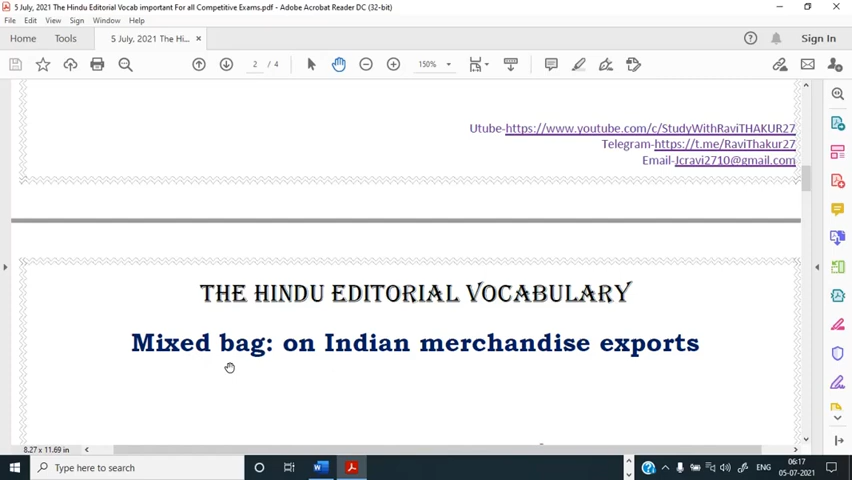 5 July, 2021 The Hindu Editorial Vocab important For all Competitive Exams.pdf - Adobe Acrobat Reader DC (32-bit)
File Edit View Sign Window Help
Home Tools 5 July, 2021 The Hi... × Sign In
2 / 4 150%
Utube-https://www.youtube.com/c/StudyWithRaviTHAKUR27
Telegram-https://t.me/RaviThakur27
Email-Jcravi2710@gmail.com
THE HINDU EDITORIAL VOCABULARY
Mixed bag: on Indian merchandise exports
8.27 x 11.69 in
Type here to search
ENG
06:17
05-07-2021